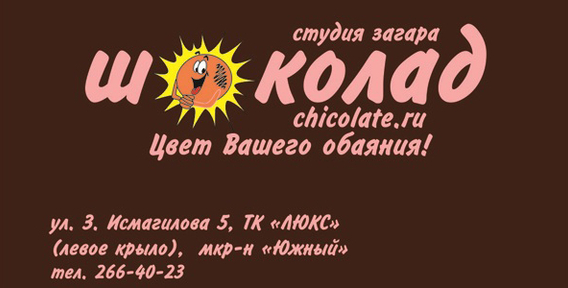 студия загара
шоколад
chicolate.ru
Цвет Вашего обаяния!
ул. З. Исмагилова 5, ТК «ЛЮКС»
(левое крыло), мкр-н «Южный»
тел. 266-40-23